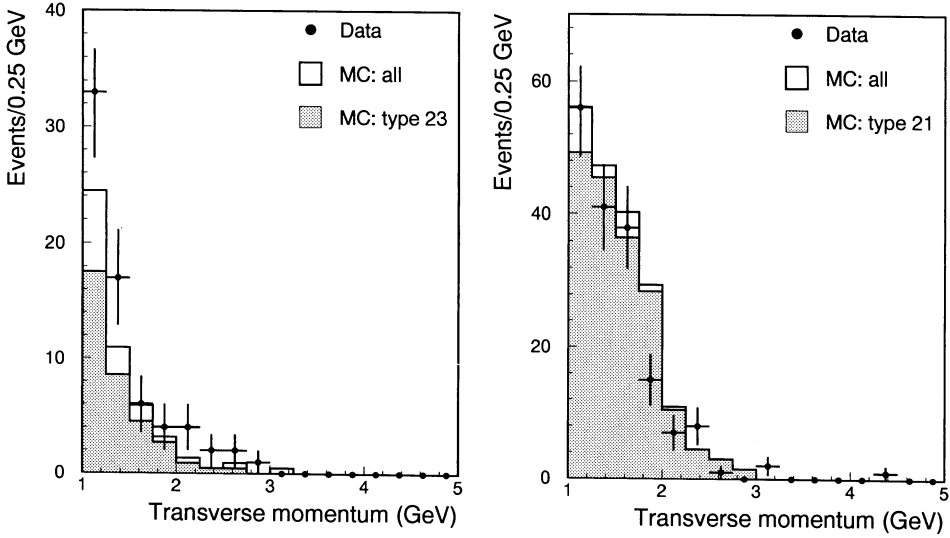 Events/0.25 GeV
40
30
20
10
0
Data
MC: all
MC: type 23
1
2
3
4
5
Transverse momentum (GeV)
Events/0.25 GeV
60
40
20
0
Data
MC: all
MC: type 21
1
2
3
4
5
Transverse momentum (GeV)